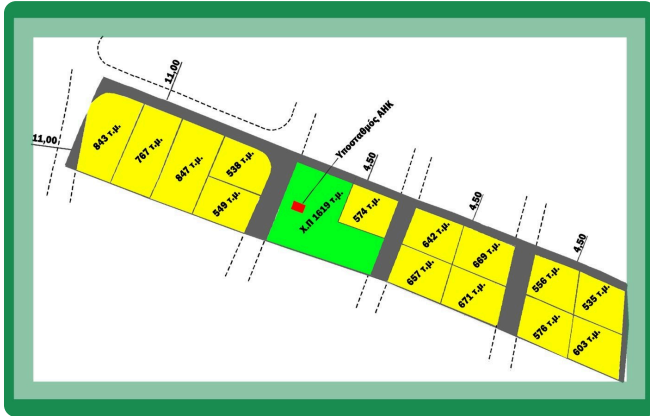 11,00
11,00
843 τ.μ.
767 τ.μ.
847 τ.μ.
538 τ.μ.
549 τ.μ.
Υποσταθμός ΑΗΚ
Χ.Π 1619 τ.μ.
4,50
574 τ.μ.
4,50
642 τ.μ.
669 τ.μ.
657 τ.μ.
671 τ.μ.
4,50
556 τ.μ.
535 τ.μ.
576 τ.μ.
603 τ.μ.